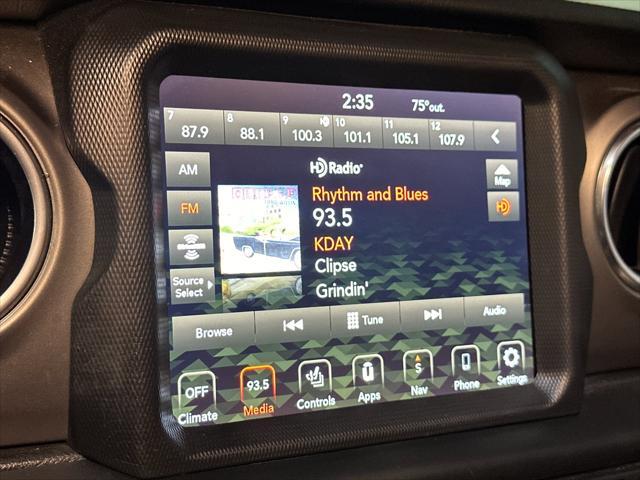 2:35 75°out.
7 8 9 HD 10 11 12
87.9 88.1 100.3 101.1 105.1 107.9
AM HD Radio Map
Rhythm and Blues
FM 93.5 HD
KDAY
Clipse
Source Select Grindin'
Browse Tune Audio
OFF 93.5 S
Climate Media Controls Apps Nav Phone Settings